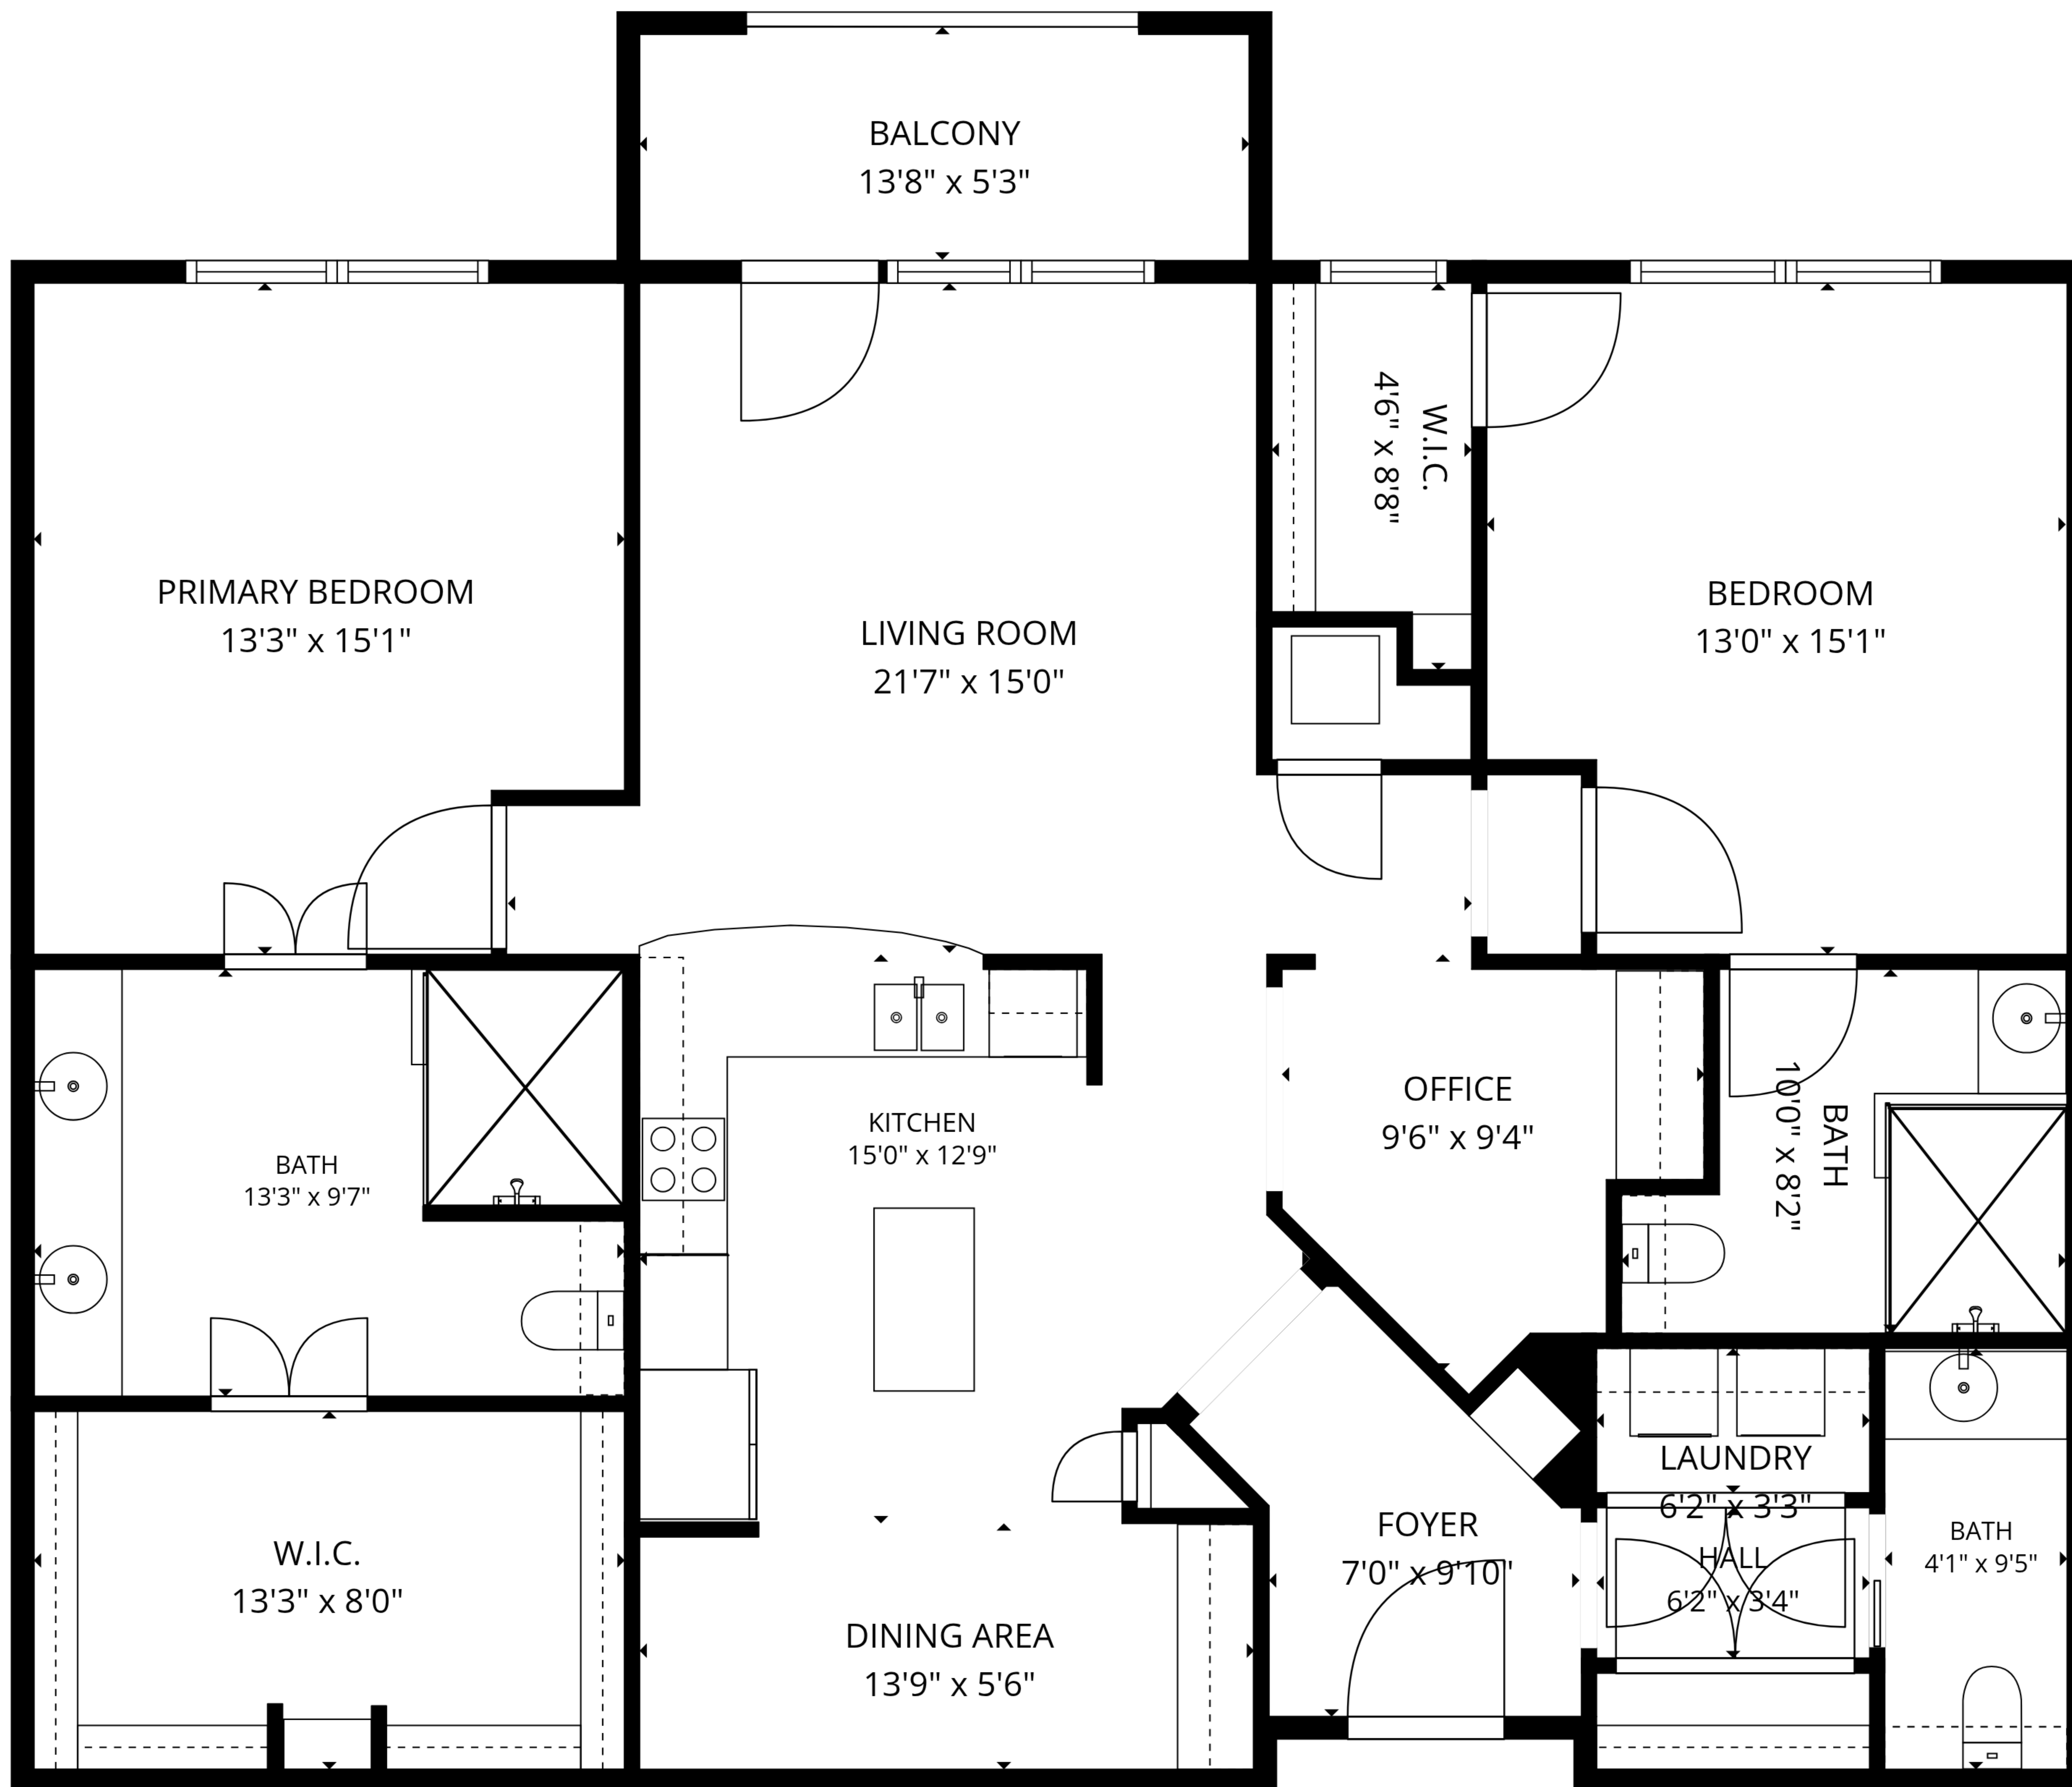 BALCONY
13'8" x 5'3"
W.I.C.
4'6" x 8'8"
PRIMARY BEDROOM
13'3" x 15'1"
LIVING ROOM
21'7" x 15'0"
BEDROOM
13'0" x 15'1"
BATH
13'3" x 9'7"
KITCHEN
15'0" x 12'9"
OFFICE
9'6" x 9'4"
BATH
10'0" x 8'2"
W.I.C.
13'3" x 8'0"
DINING AREA
13'9" x 5'6"
FOYER
7'0" x 9'10"
LAUNDRY
6'2" x 3'3"
HALL
6'2" x 3'4"
BATH
4'1" x 9'5"